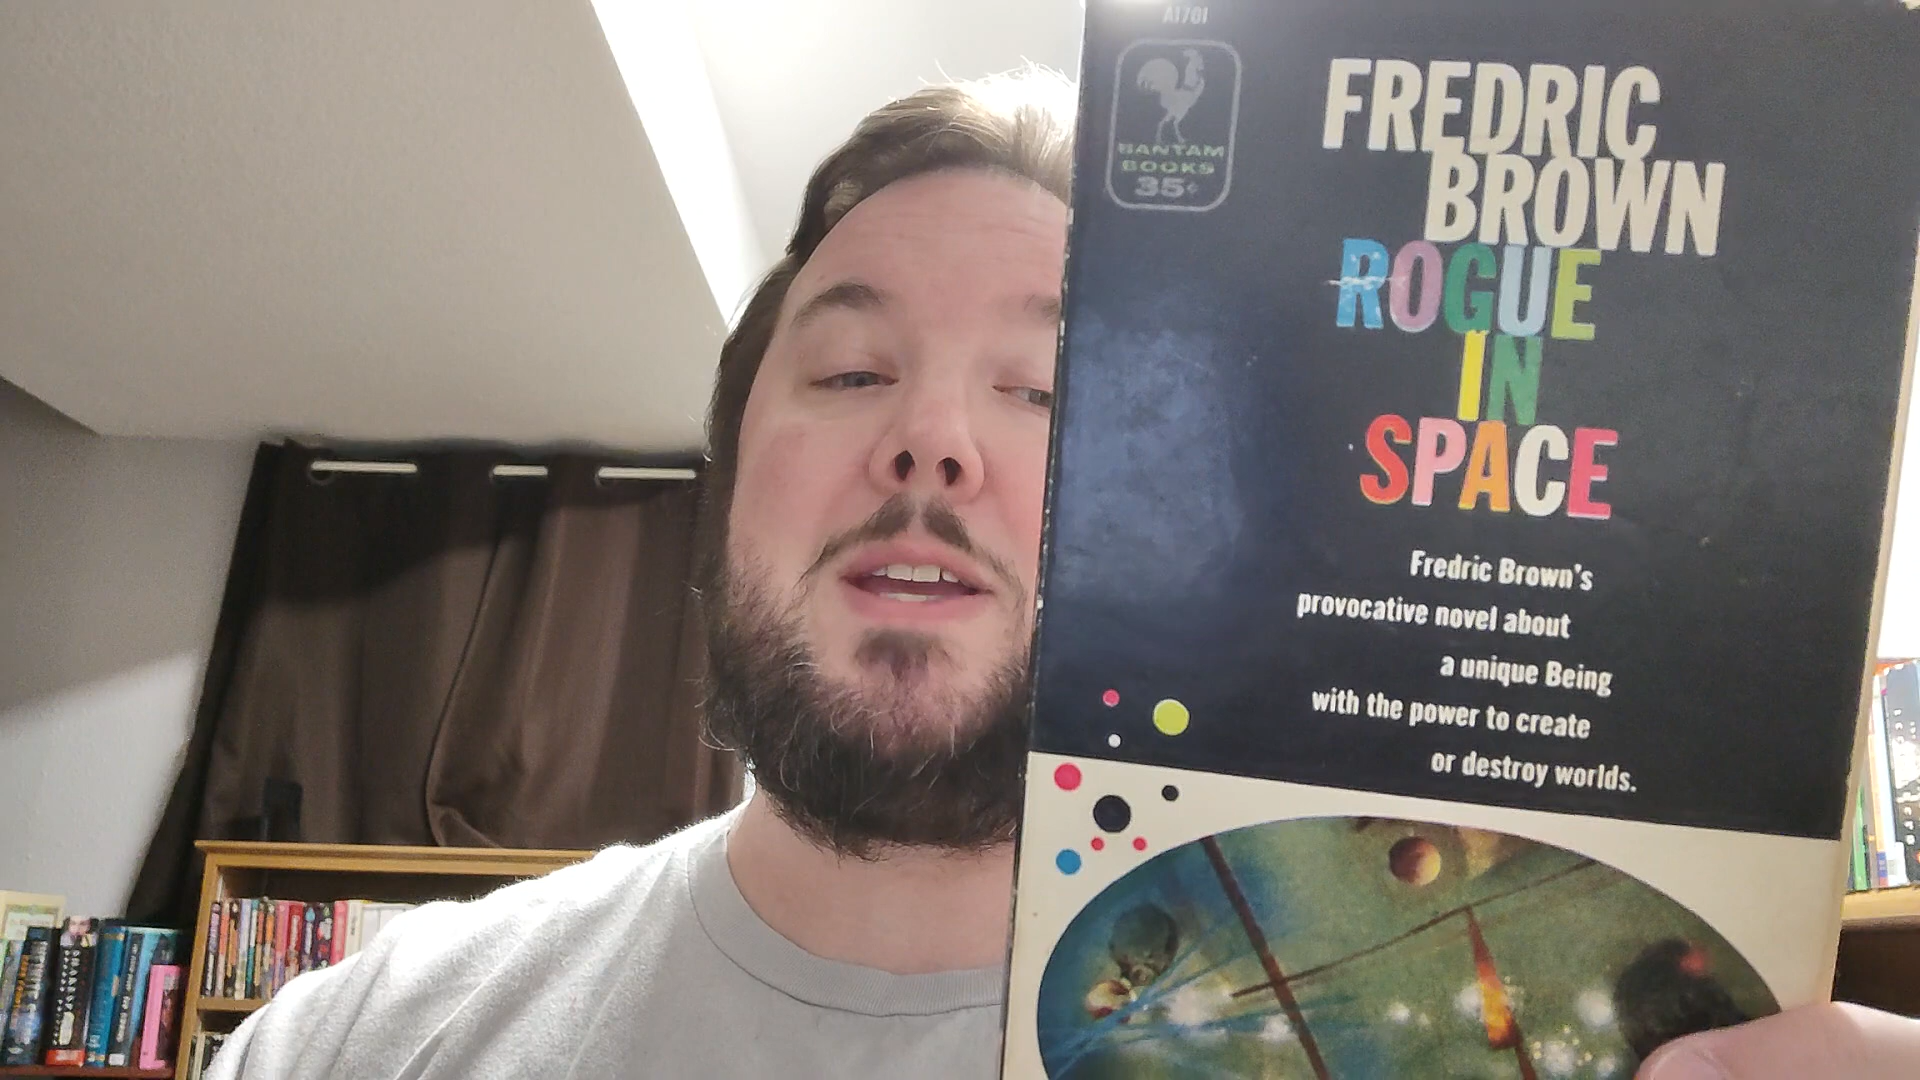 A1701
BANTAM
BOOKS
35¢
FREDRIC
BROWN
ROGUE
IN
SPACE
Fredric Brown's
provocative novel about
a unique Being
with the power to create
or destroy worlds.